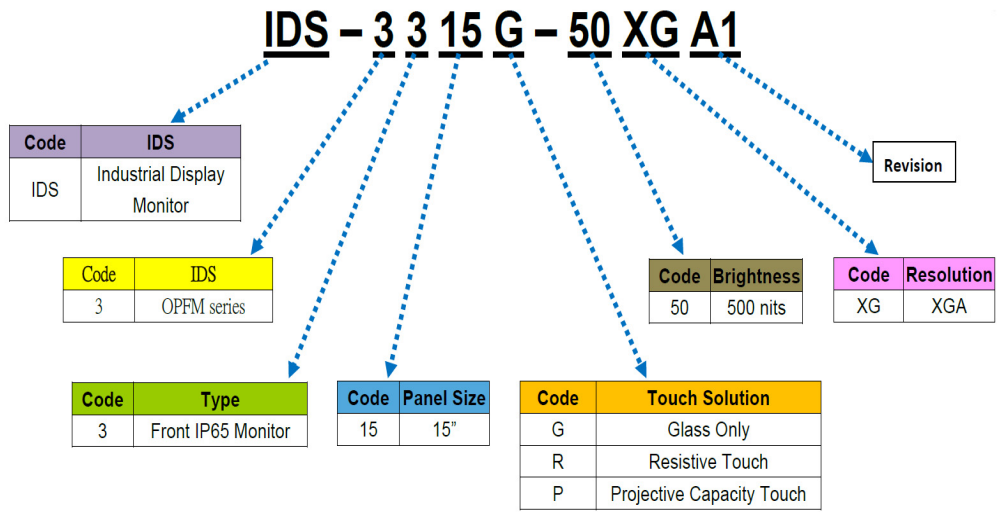 IDS – 3 3 15 G – 50 XG A1
Code IDS
IDS Industrial Display
Monitor
Revision
Code IDS
3 OPFM series
Code Brightness
50 500 nits
Code Resolution
XG XGA
Code Type
3 Front IP65 Monitor
Code Panel Size
15 15”
Code Touch Solution
G Glass Only
R Resistive Touch
P Projective Capacity Touch